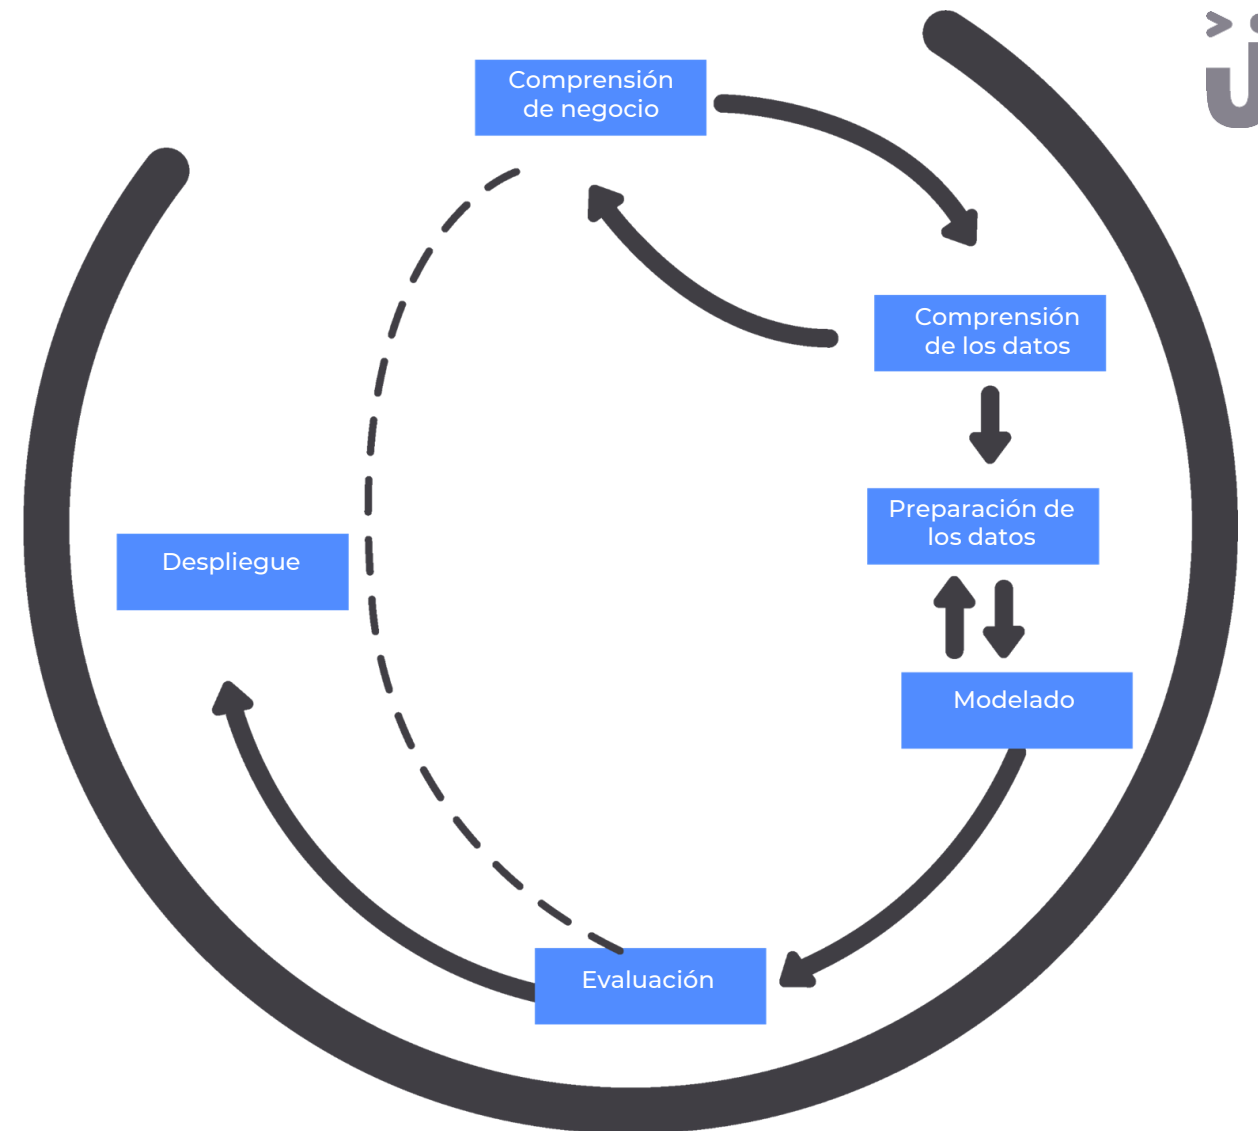 Comprensión
de negocio
Comprensión
de los datos
Preparación de
los datos
Modelado
Despliegue
Evaluación